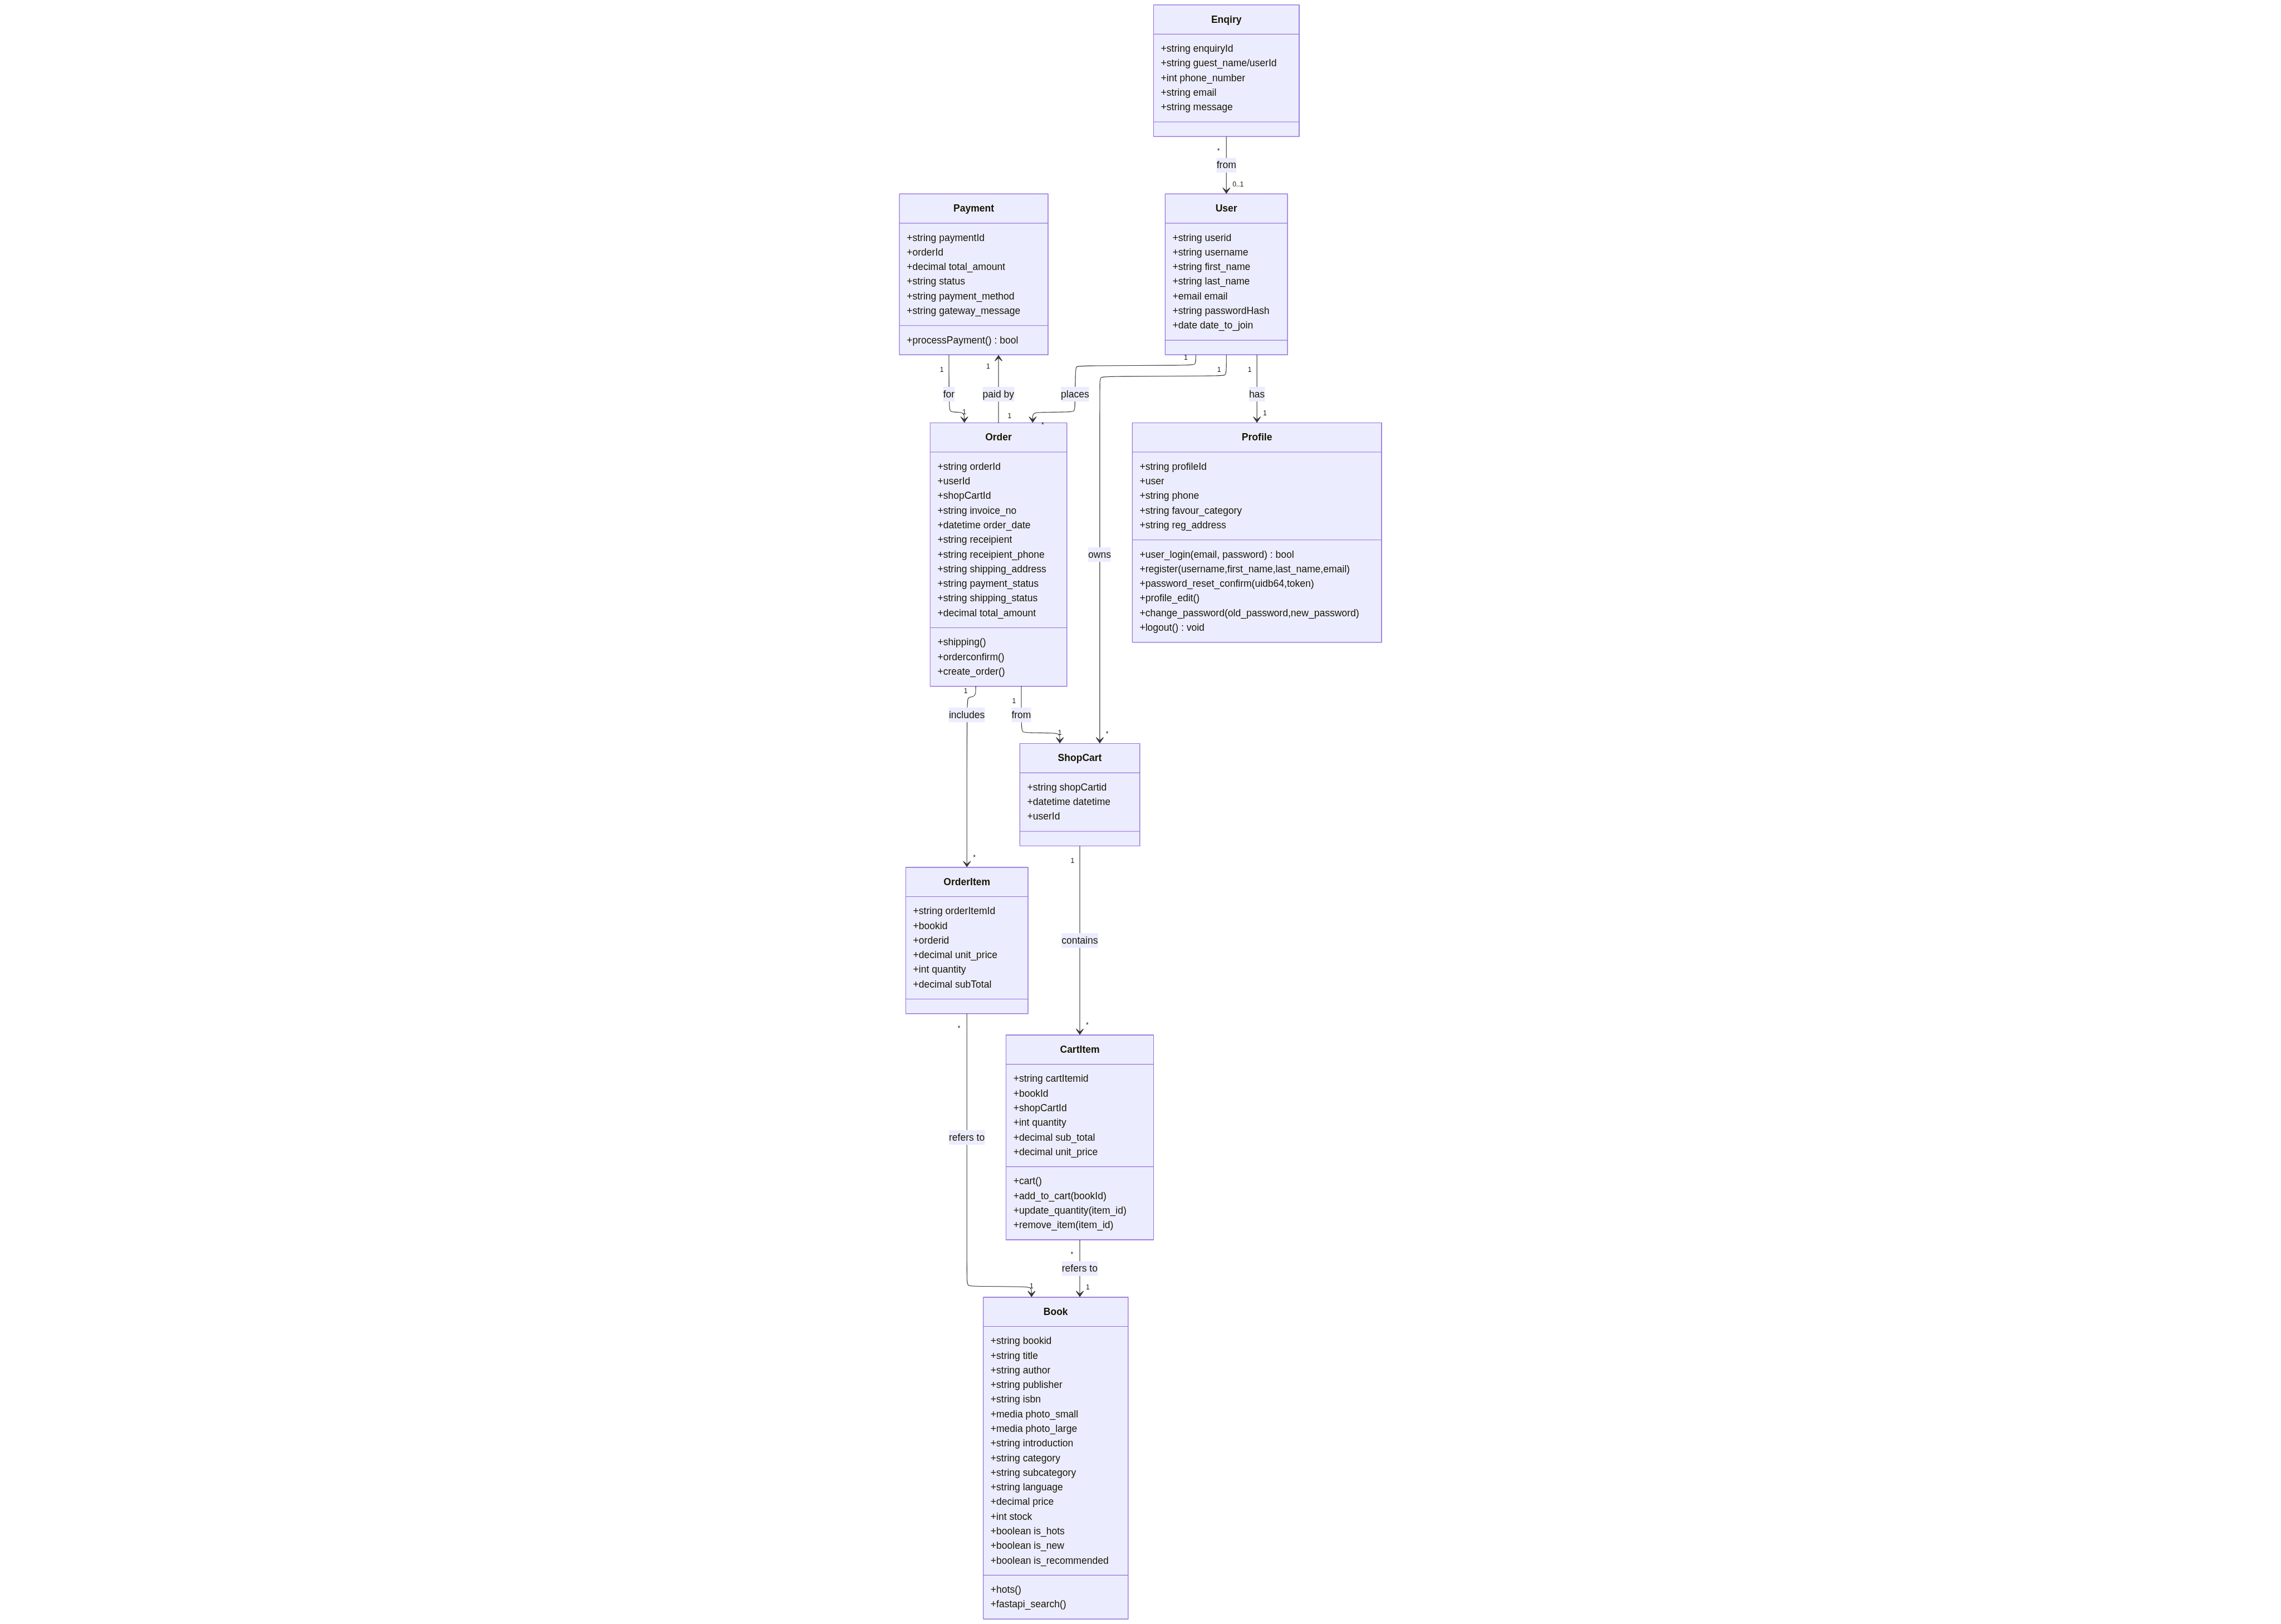 Enqiry
+string enquiryId
+string guest_name/userId
+int phone_number
+string email
+string message
*
from
0..1
Payment
+string paymentId
+orderId
+decimal total_amount
+string status
+string payment_method
+string gateway_message
+processPayment() : bool
User
+string userid
+string username
+string first_name
+string last_name
+email email
+string passwordHash
+date date_to_join
1
1
1
1
1
for
paid by
places
has
1
1
*
1
Order
+string orderId
+userId
+shopCartId
+string invoice_no
+datetime order_date
+string receipient
+string receipient_phone
+string shipping_address
+string payment_status
+string shipping_status
+decimal total_amount
+shipping()
+orderconfirm()
+create_order()
owns
Profile
+string profileId
+user
+string phone
+string favour_category
+string reg_address
+user_login(email, password) : bool
+register(username,first_name,last_name,email)
+password_reset_confirm(uidb64,token)
+profile_edit()
+change_password(old_password,new_password)
+logout() : void
1
1
includes
from
1
*
ShopCart
+string shopCartid
+datetime datetime
+userId
*
1
OrderItem
+string orderItemId
+bookid
+orderid
+decimal unit_price
+int quantity
+decimal subTotal
contains
*
*
CartItem
+string cartItemid
+bookId
+shopCartId
+int quantity
+decimal sub_total
+decimal unit_price
+cart()
+add_to_cart(bookId)
+update_quantity(item_id)
+remove_item(item_id)
refers to
*
refers to
1
1
Book
+string bookid
+string title
+string author
+string publisher
+string isbn
+media photo_small
+media photo_large
+string introduction
+string category
+string subcategory
+string language
+decimal price
+int stock
+boolean is_hots
+boolean is_new
+boolean is_recommended
+hots()
+fastapi_search()